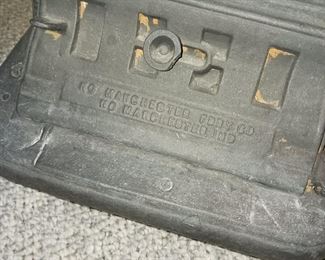 NO. MANCHESTER FDRY. CO.
NO MANCHESTER IND